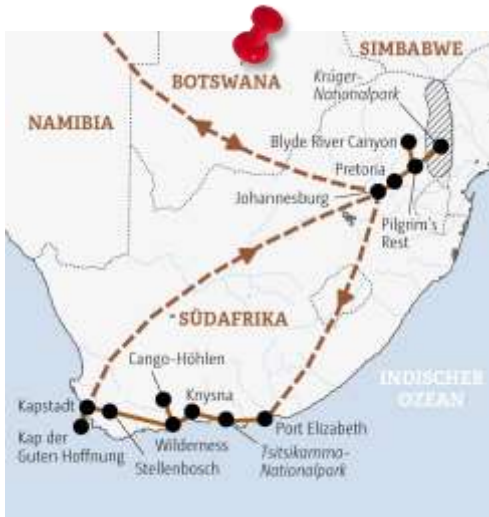 SIMBABWE
BOTSWANA
Krüger-
Nationalpark
NAMIBIA
Blyde River Canyon
Pretoria
Johannesburg
Pilgrim's
Rest
SÜDAFRIKA
Cango-Höhlen
INDISCHER
OZEAN
Knysna
Kapstadt
Port Elizabeth
Kap der
Guten Hoffnung
Wilderness
Tsitsikamma-
Nationalpark
Stellenbosch